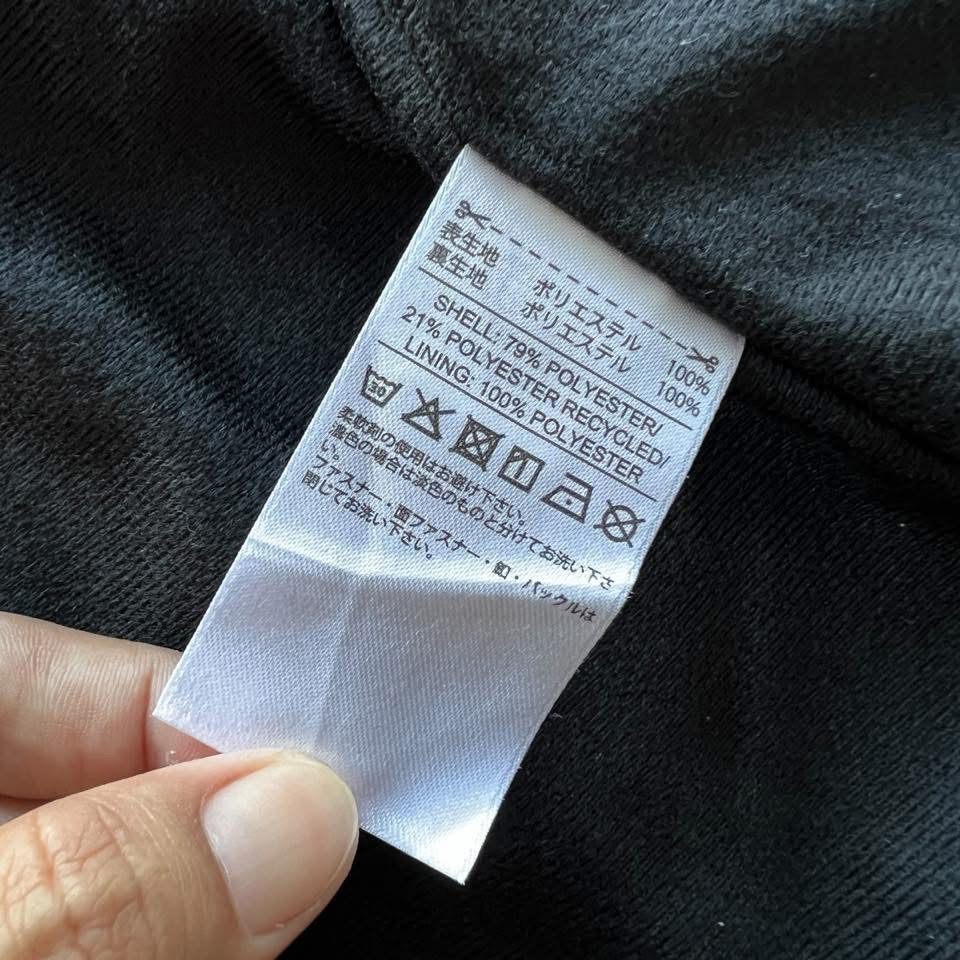 表生地 ポリエステル 100%
裏生地 ポリエステル 100%
SHELL: 79% POLYESTER/
21% POLYESTER RECYCLED/
LINING: 100% POLYESTER
30
柔軟剤の使用はお避け下さい。
濃色の場合は淡色のものと分けてお洗い下さ
い。
ファスナー・面ファスナー・釦・バックルは
閉じてお洗い下さい。